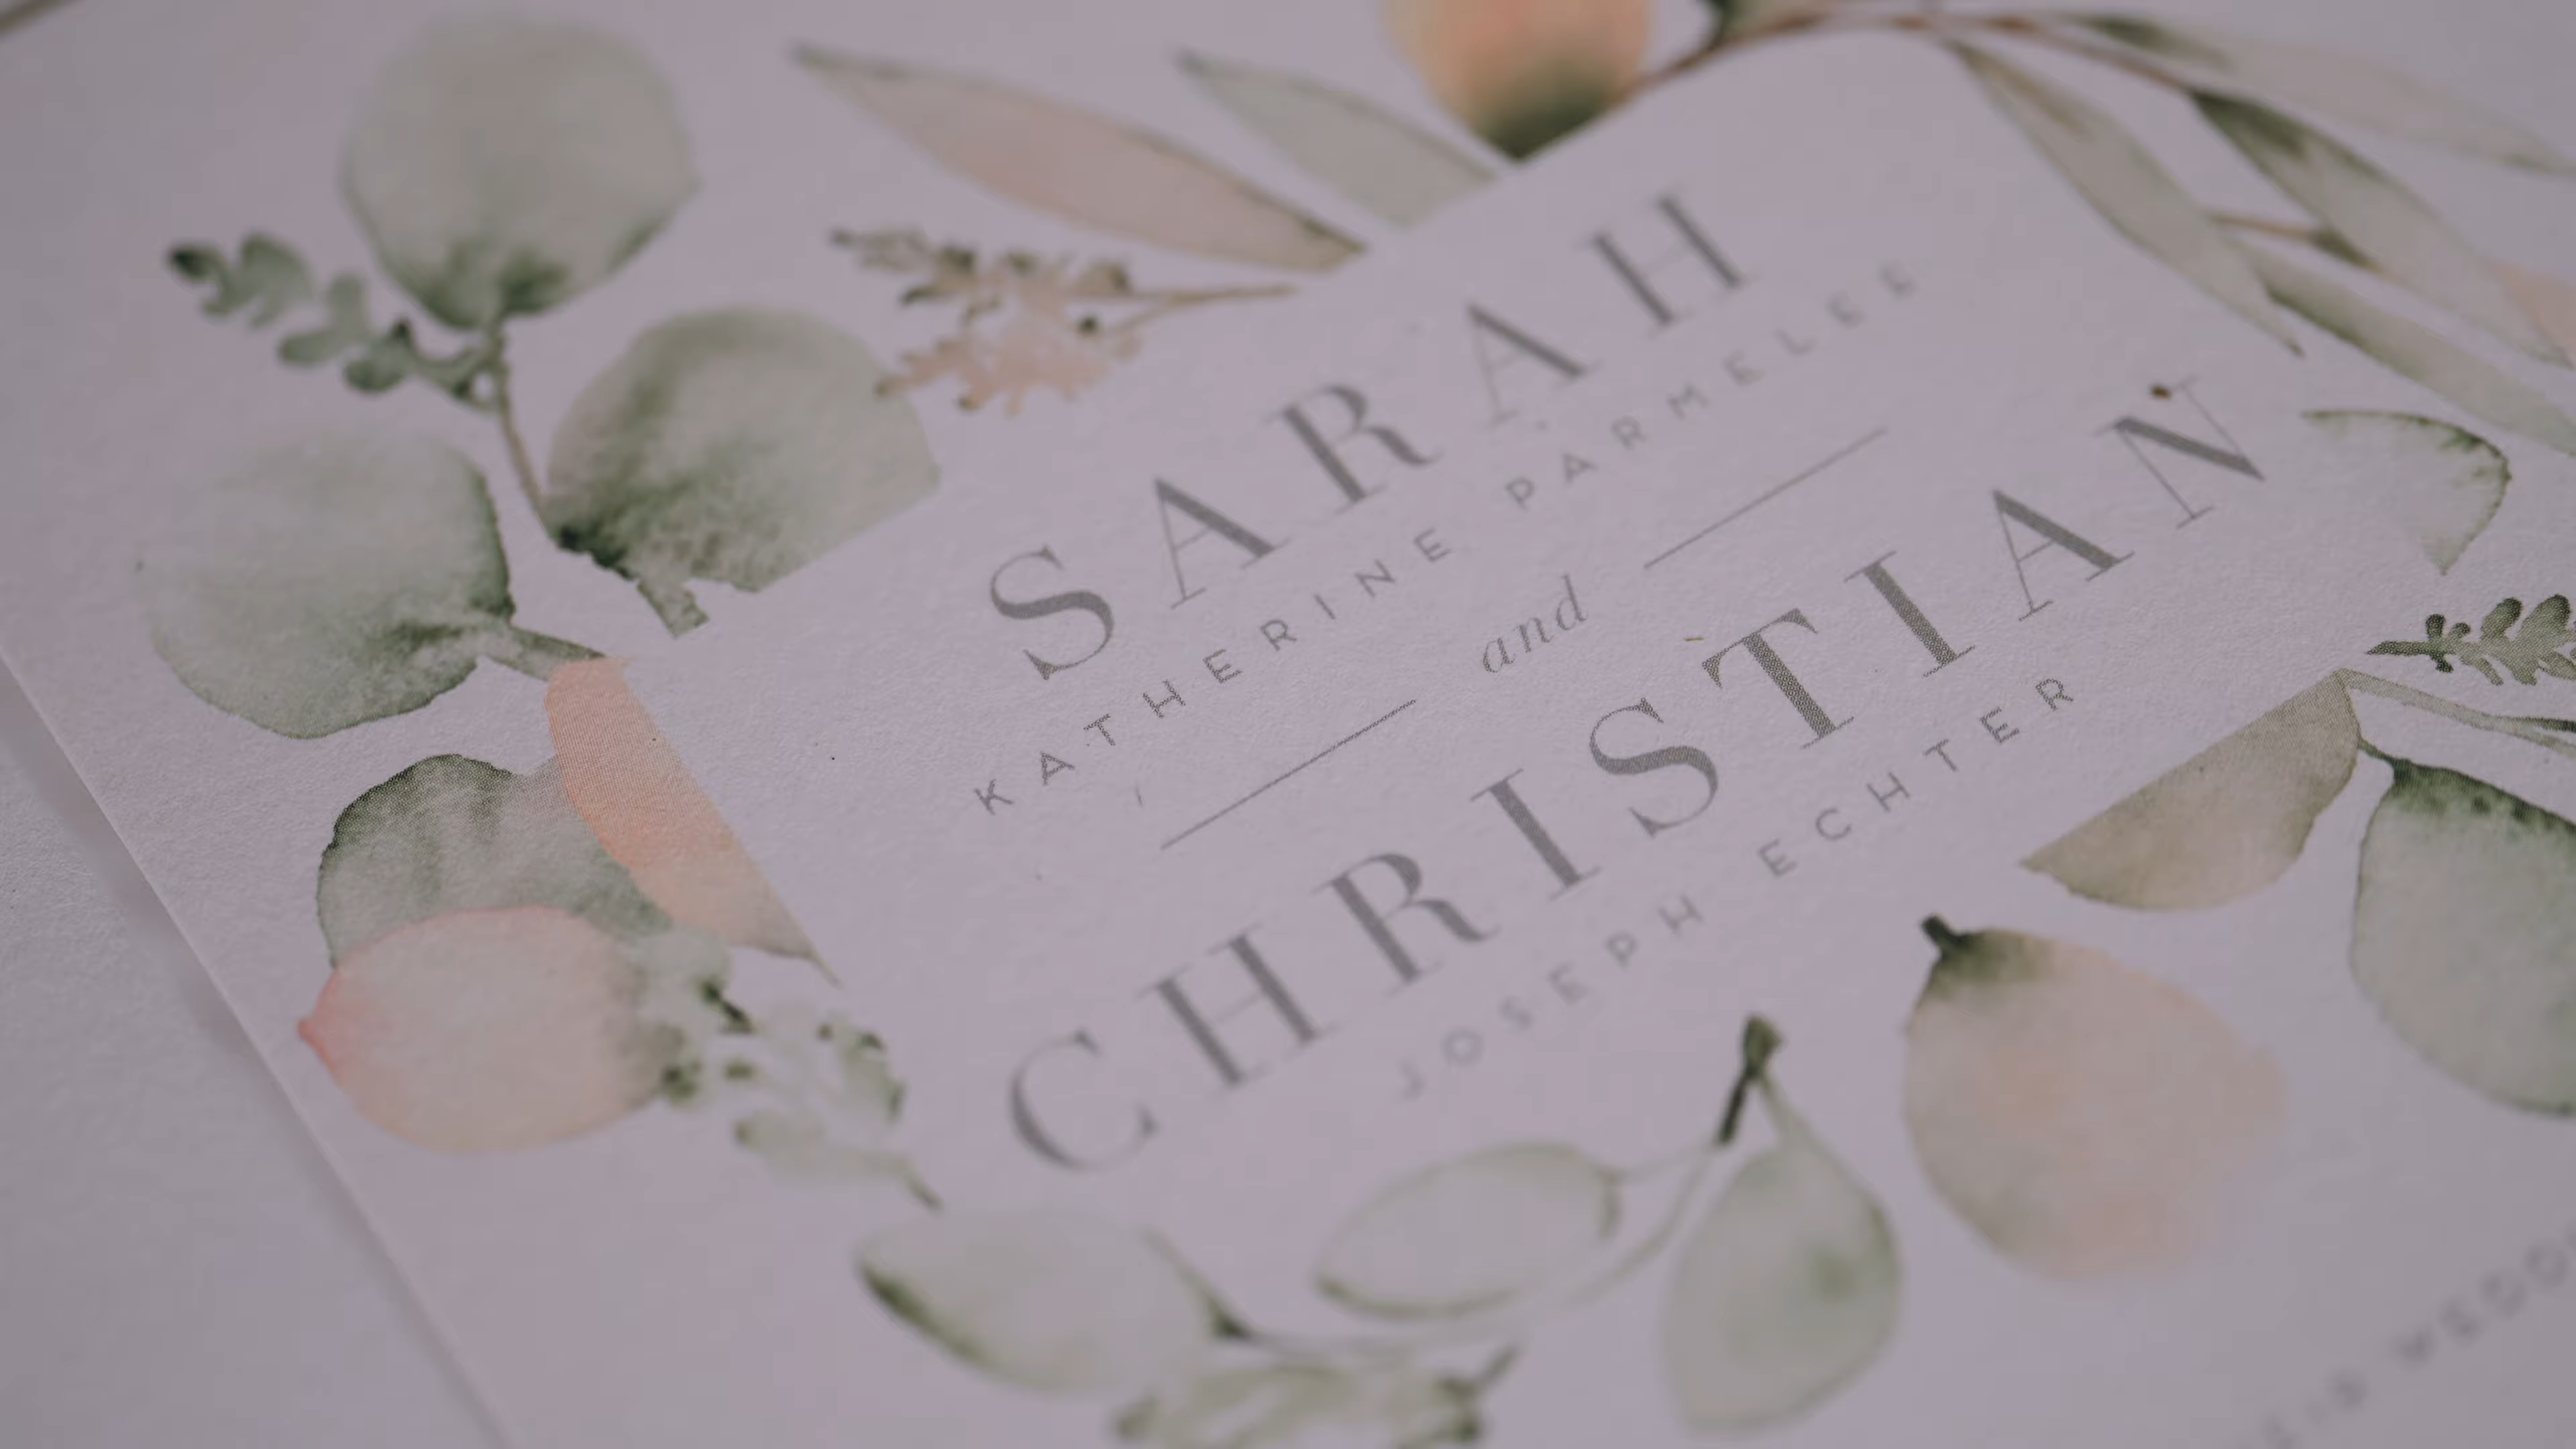 SARAH
KATHERINE PARMELEE
and
CHRISTIAN
JOSEPH ECHTER